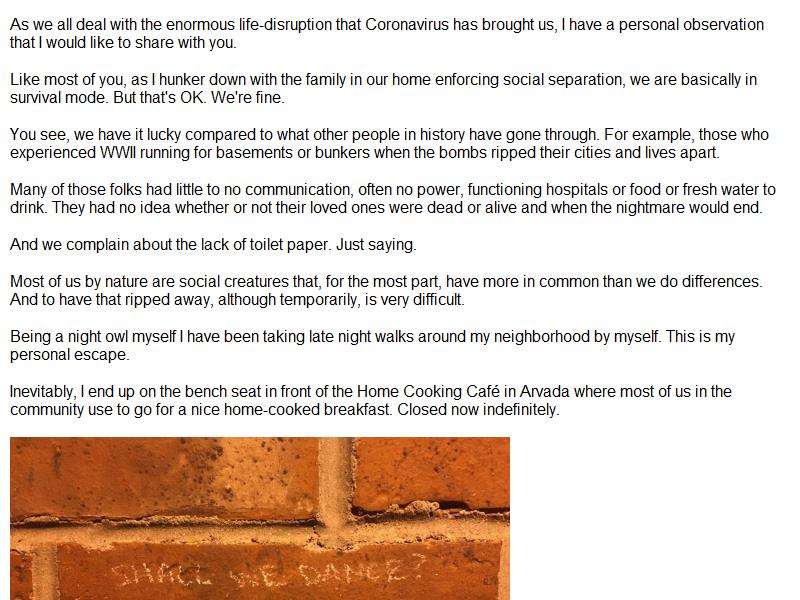 As we all deal with the enormous life-disruption that Coronavirus has brought us, I have a personal observation
that I would like to share with you.
Like most of you, as I hunker down with the family in our home enforcing social separation, we are basically in
survival mode. But that's OK. We're fine.
You see, we have it lucky compared to what other people in history have gone through. For example, those who
experienced WWII running for basements or bunkers when the bombs ripped their cities and lives apart.
Many of those folks had little to no communication, often no power, functioning hospitals or food or fresh water to
drink. They had no idea whether or not their loved ones were dead or alive and when the nightmare would end.
And we complain about the lack of toilet paper. Just saying.
Most of us by nature are social creatures that, for the most part, have more in common than we do differences.
And to have that ripped away, although temporarily, is very difficult.
Being a night owl myself I have been taking late night walks around my neighborhood by myself. This is my
personal escape.
Inevitably, I end up on the bench seat in front of the Home Cooking Café in Arvada where most of us in the
community use to go for a nice home-cooked breakfast. Closed now indefinitely.
SHALL WE DANCE?